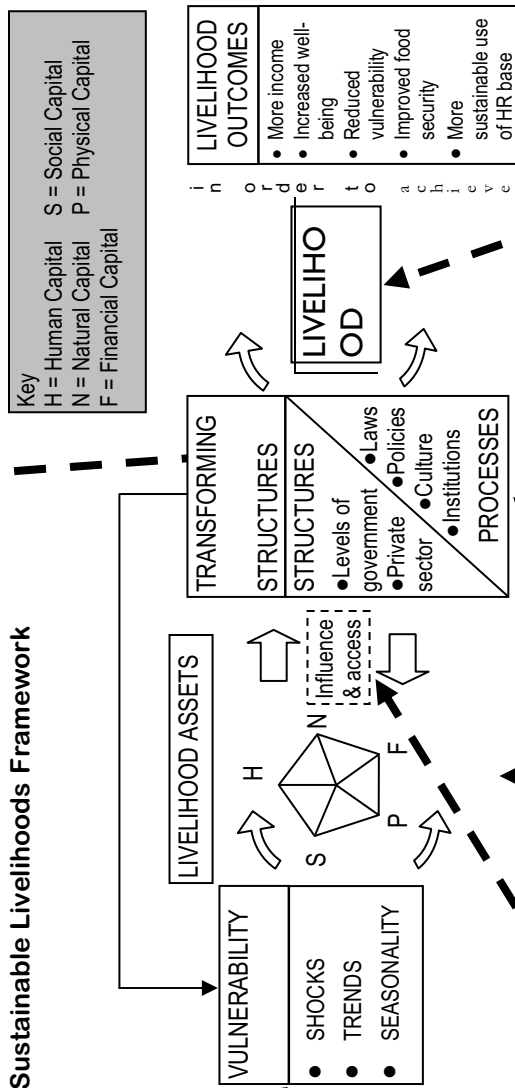 Sustainable Livelihoods Framework
Key
H = Human Capital S = Social Capital
N = Natural Capital P = Physical Capital
F = Financial Capital
VULNERABILITY
● SHOCKS
● TRENDS
● SEASONALITY
LIVELIHOOD ASSETS
H
S
N
P
F
Influence
& access
TRANSFORMING
STRUCTURES
STRUCTURES
●Levels of
government
●Private
sector
●Laws
●Policies
●Culture
●Institutions
PROCESSES
LIVELIHO
OD
in order to achieve
LIVELIHOOD
OUTCOMES
● More income
● Increased well-
being
● Reduced
vulnerability
● Improved food
security
● More
sustainable use
of HR base